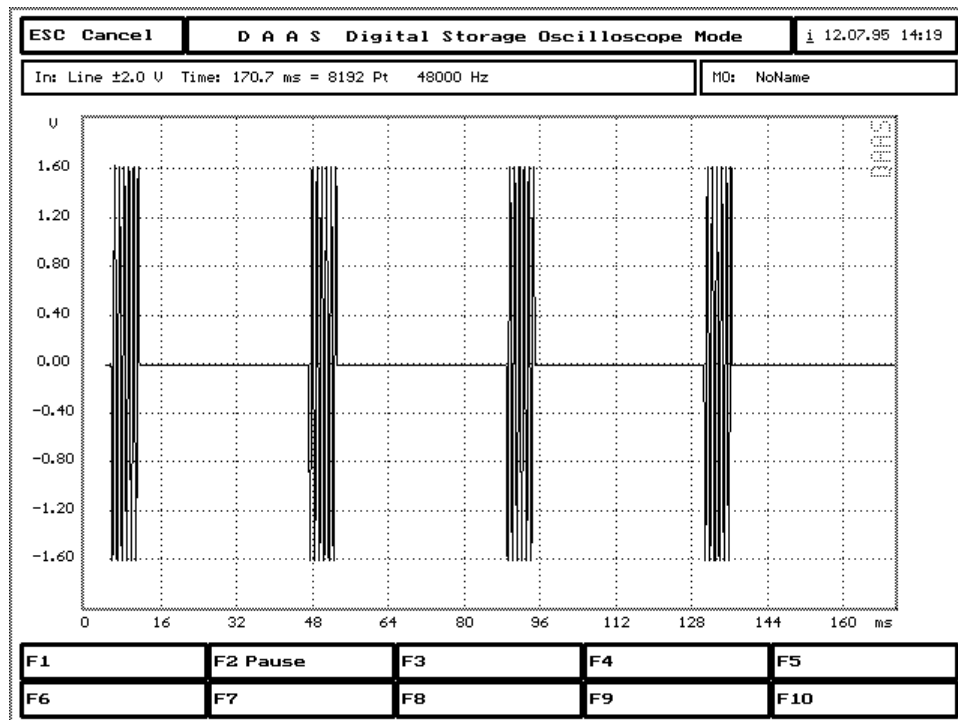 ESC Cancel
D A A S Digital Storage Oscilloscope Mode
i 12.07.95 14:19
In: Line ±2.0 V Time: 170.7 ms = 8192 Pt 48000 Hz
MO: NoName
V
DAAS
1.60
1.20
0.80
0.40
0.00
-0.40
-0.80
-1.20
-1.60
0 16 32 48 64 80 96 112 128 144 160 ms
F1 F2 Pause F3 F4 F5
F6 F7 F8 F9 F10